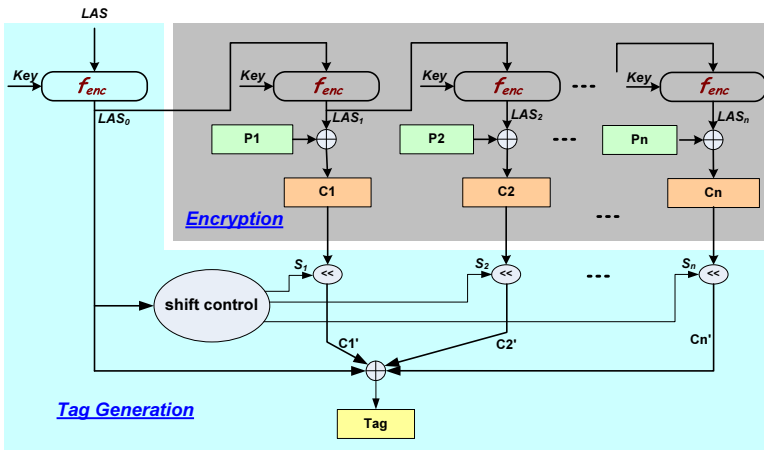 LAS
Key
fenc
LAS0
Key
fenc
LAS1
Key
fenc
LAS2
Key
fenc
LASn
P1
P2
Pn
C1
C2
Cn
Encryption
S1
<<
S2
<<
Sn
<<
shift control
C1'
C2'
Cn'
Tag Generation
Tag